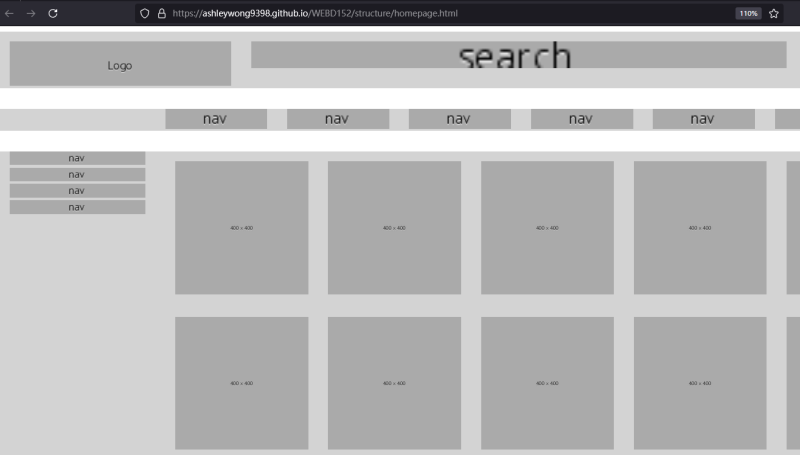 https://ashleywong9398.github.io/WEBD152/structure/homepage.html
110%
Logo
search
nav nav nav nav nav
nav
nav
nav
nav
400 × 400 400 × 400 400 × 400 400 × 400
400 × 400 400 × 400 400 × 400 400 × 400